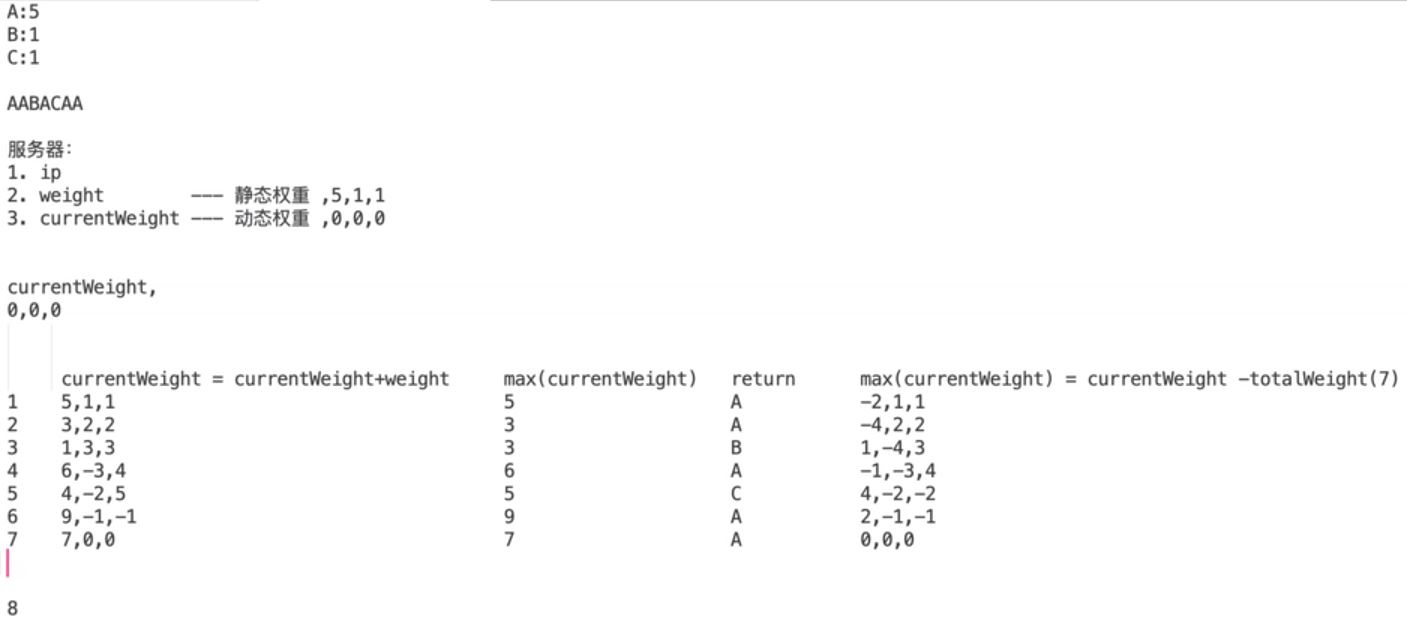 A:5
B:1
C:1
AABACAA
服务器:
1. ip
2. weight --- 静态权重 ,5,1,1
3. currentWeight --- 动态权重 ,0,0,0
currentWeight,
0,0,0
currentWeight = currentWeight+weight max(currentWeight) return max(currentWeight) = currentWeight -totalWeight(7)
1 5,1,1 5 A -2,1,1
2 3,2,2 3 A -4,2,2
3 1,3,3 3 B 1,-4,3
4 6,-3,4 6 A -1,-3,4
5 4,-2,5 5 C 4,-2,-2
6 9,-1,-1 9 A 2,-1,-1
7 7,0,0 7 A 0,0,0
8